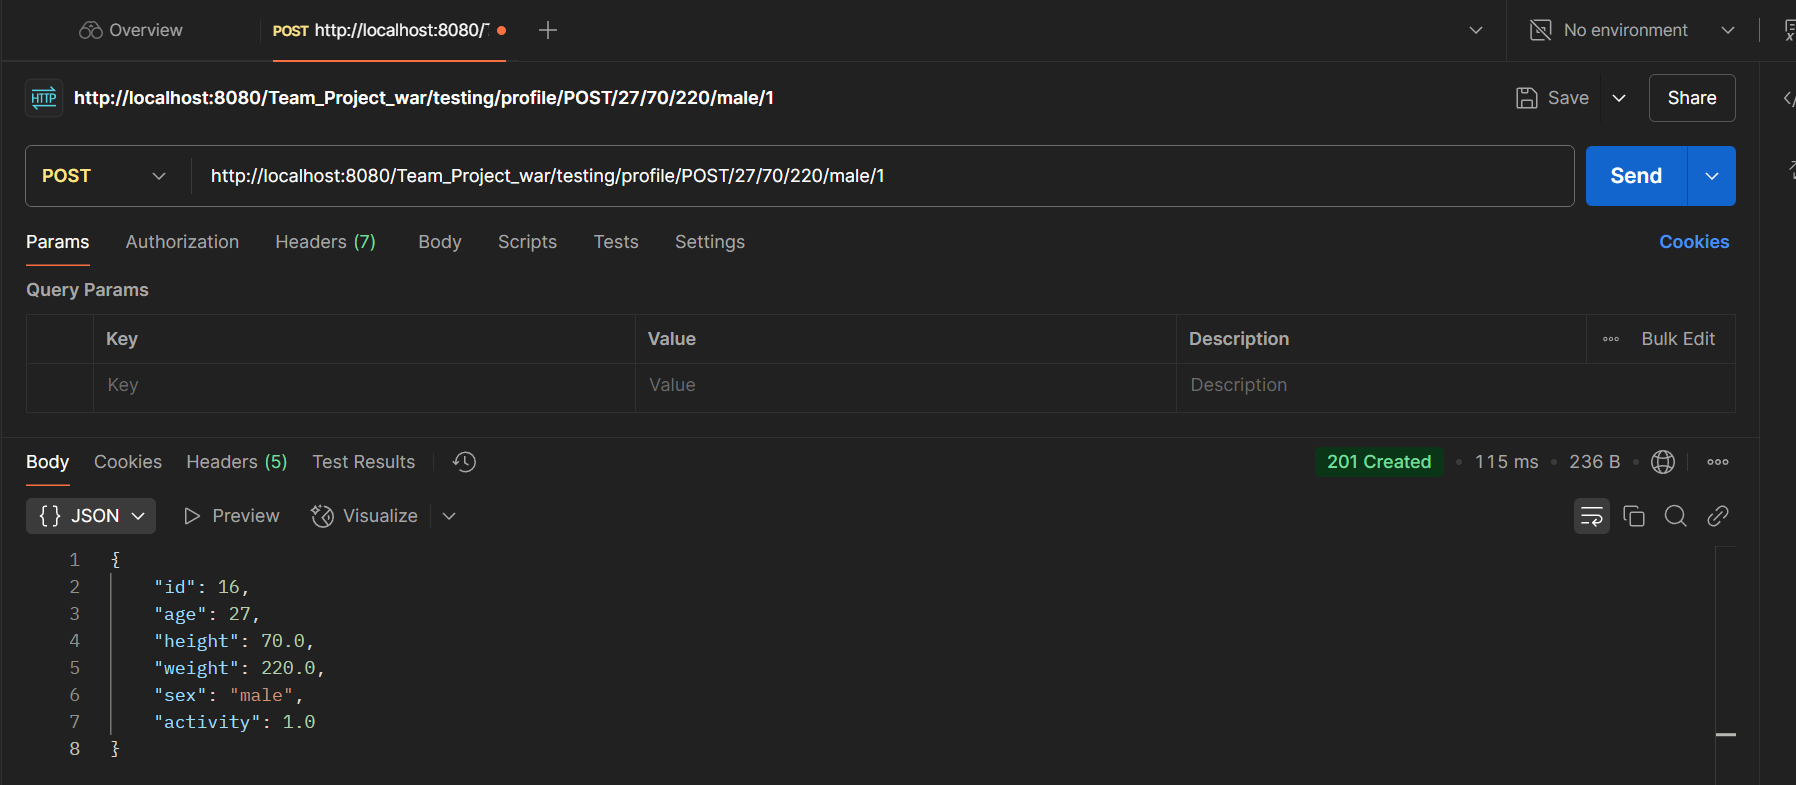 Overview POST http://localhost:8080/T No environment
HTTP http://localhost:8080/Team_Project_war/testing/profile/POST/27/70/220/male/1 Save Share
POST http://localhost:8080/Team_Project_war/testing/profile/POST/27/70/220/male/1 Send
Params Authorization Headers (7) Body Scripts Tests Settings Cookies
Query Params
Key Value Description Bulk Edit
Key Value Description
Body Cookies Headers (5) Test Results 201 Created • 115 ms • 236 B •
{} JSON Preview Visualize
1 {
2 "id": 16,
3 "age": 27,
4 "height": 70.0,
5 "weight": 220.0,
6 "sex": "male",
7 "activity": 1.0
8 }